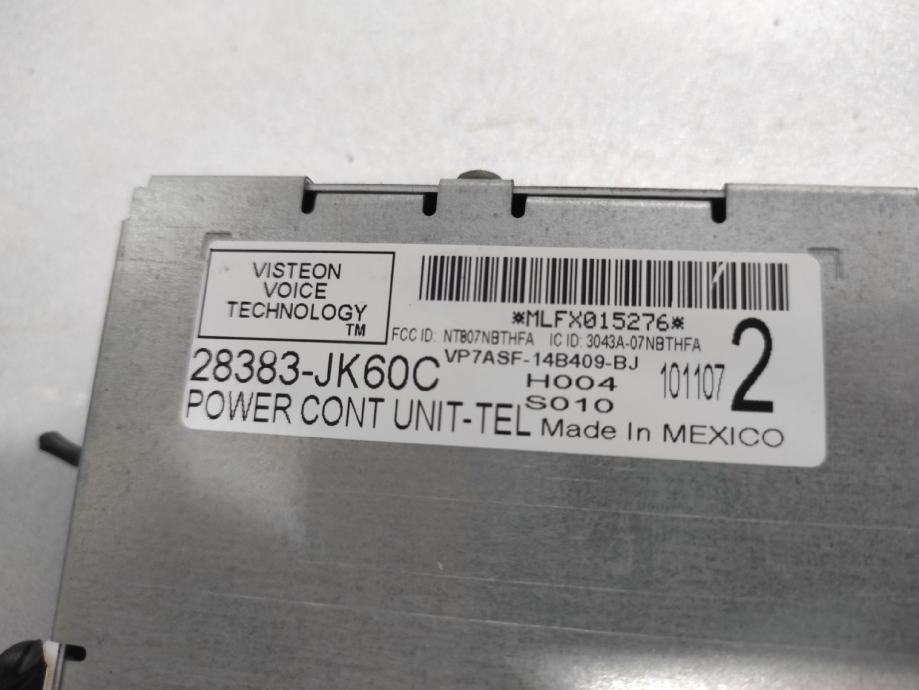 VISTEON
VOICE
TECHNOLOGY
TM
*MLFX015276*
FCC ID: NT807NBTHFA IC ID: 3043A-07NBTHFA
28383-JK60C
VP7ASF-14B409-BJ
H004
S010
101107
2
POWER CONT UNIT-TEL
Made In MEXICO